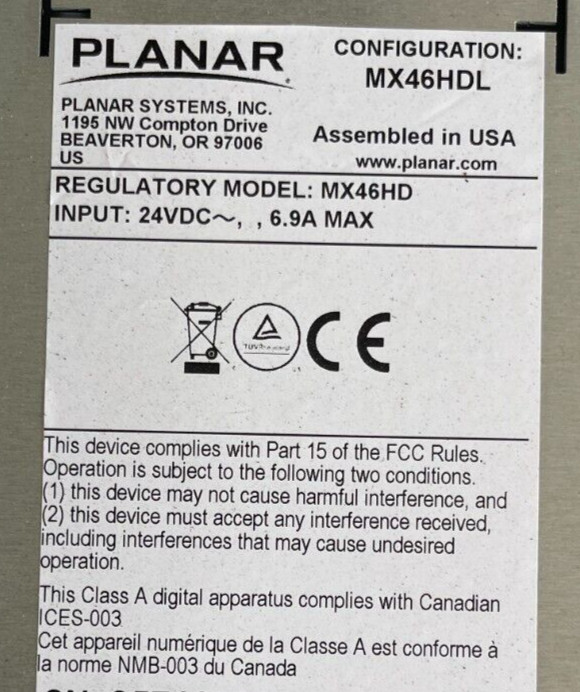 PLANAR
PLANAR SYSTEMS, INC.
1195 NW Compton Drive
BEAVERTON, OR 97006
US
CONFIGURATION:
MX46HDL
Assembled in USA
www.planar.com
REGULATORY MODEL: MX46HD
INPUT: 24VDC～, , 6.9A MAX
TÜV
CE
This device complies with Part 15 of the FCC Rules.
Operation is subject to the following two conditions.
(1) this device may not cause harmful interference, and
(2) this device must accept any interference received,
including interferences that may cause undesired
operation.
This Class A digital apparatus complies with Canadian
ICES-003
Cet appareil numérique de la Classe A est conforme à
la norme NMB-003 du Canada